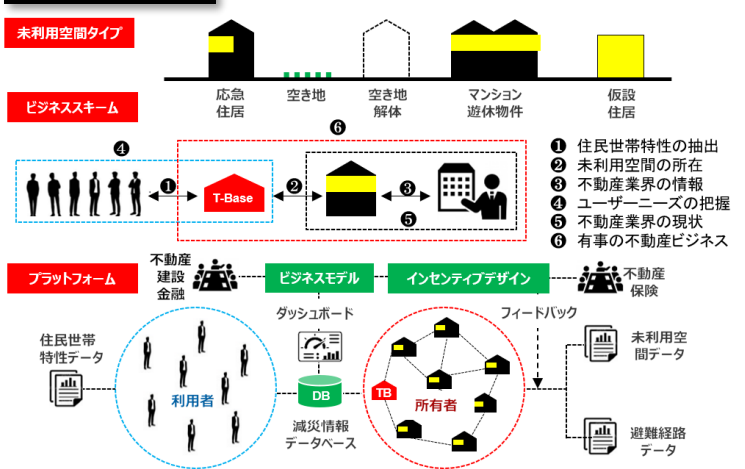 未利用空間タイプ
応急
住居
空き地
空き地
解体
マンション
遊休物件
仮設
住居
ビジネススキーム
❻
❹
❶
T-Base
❷
❸
❺
❶ 住民世帯特性の抽出
❷ 未利用空間の所在
❸ 不動産業界の情報
❹ ユーザーニーズの把握
❺ 不動産業界の現状
❻ 有事の不動産ビジネス
プラットフォーム
不動産
建設
金融
ビジネスモデル
インセンティブデザイン
不動産
保険
ダッシュボード
フィードバック
住民世帯
特性データ
利用者
DB
減災情報
データベース
TB
所有者
未利用空
間データ
避難経路
データ